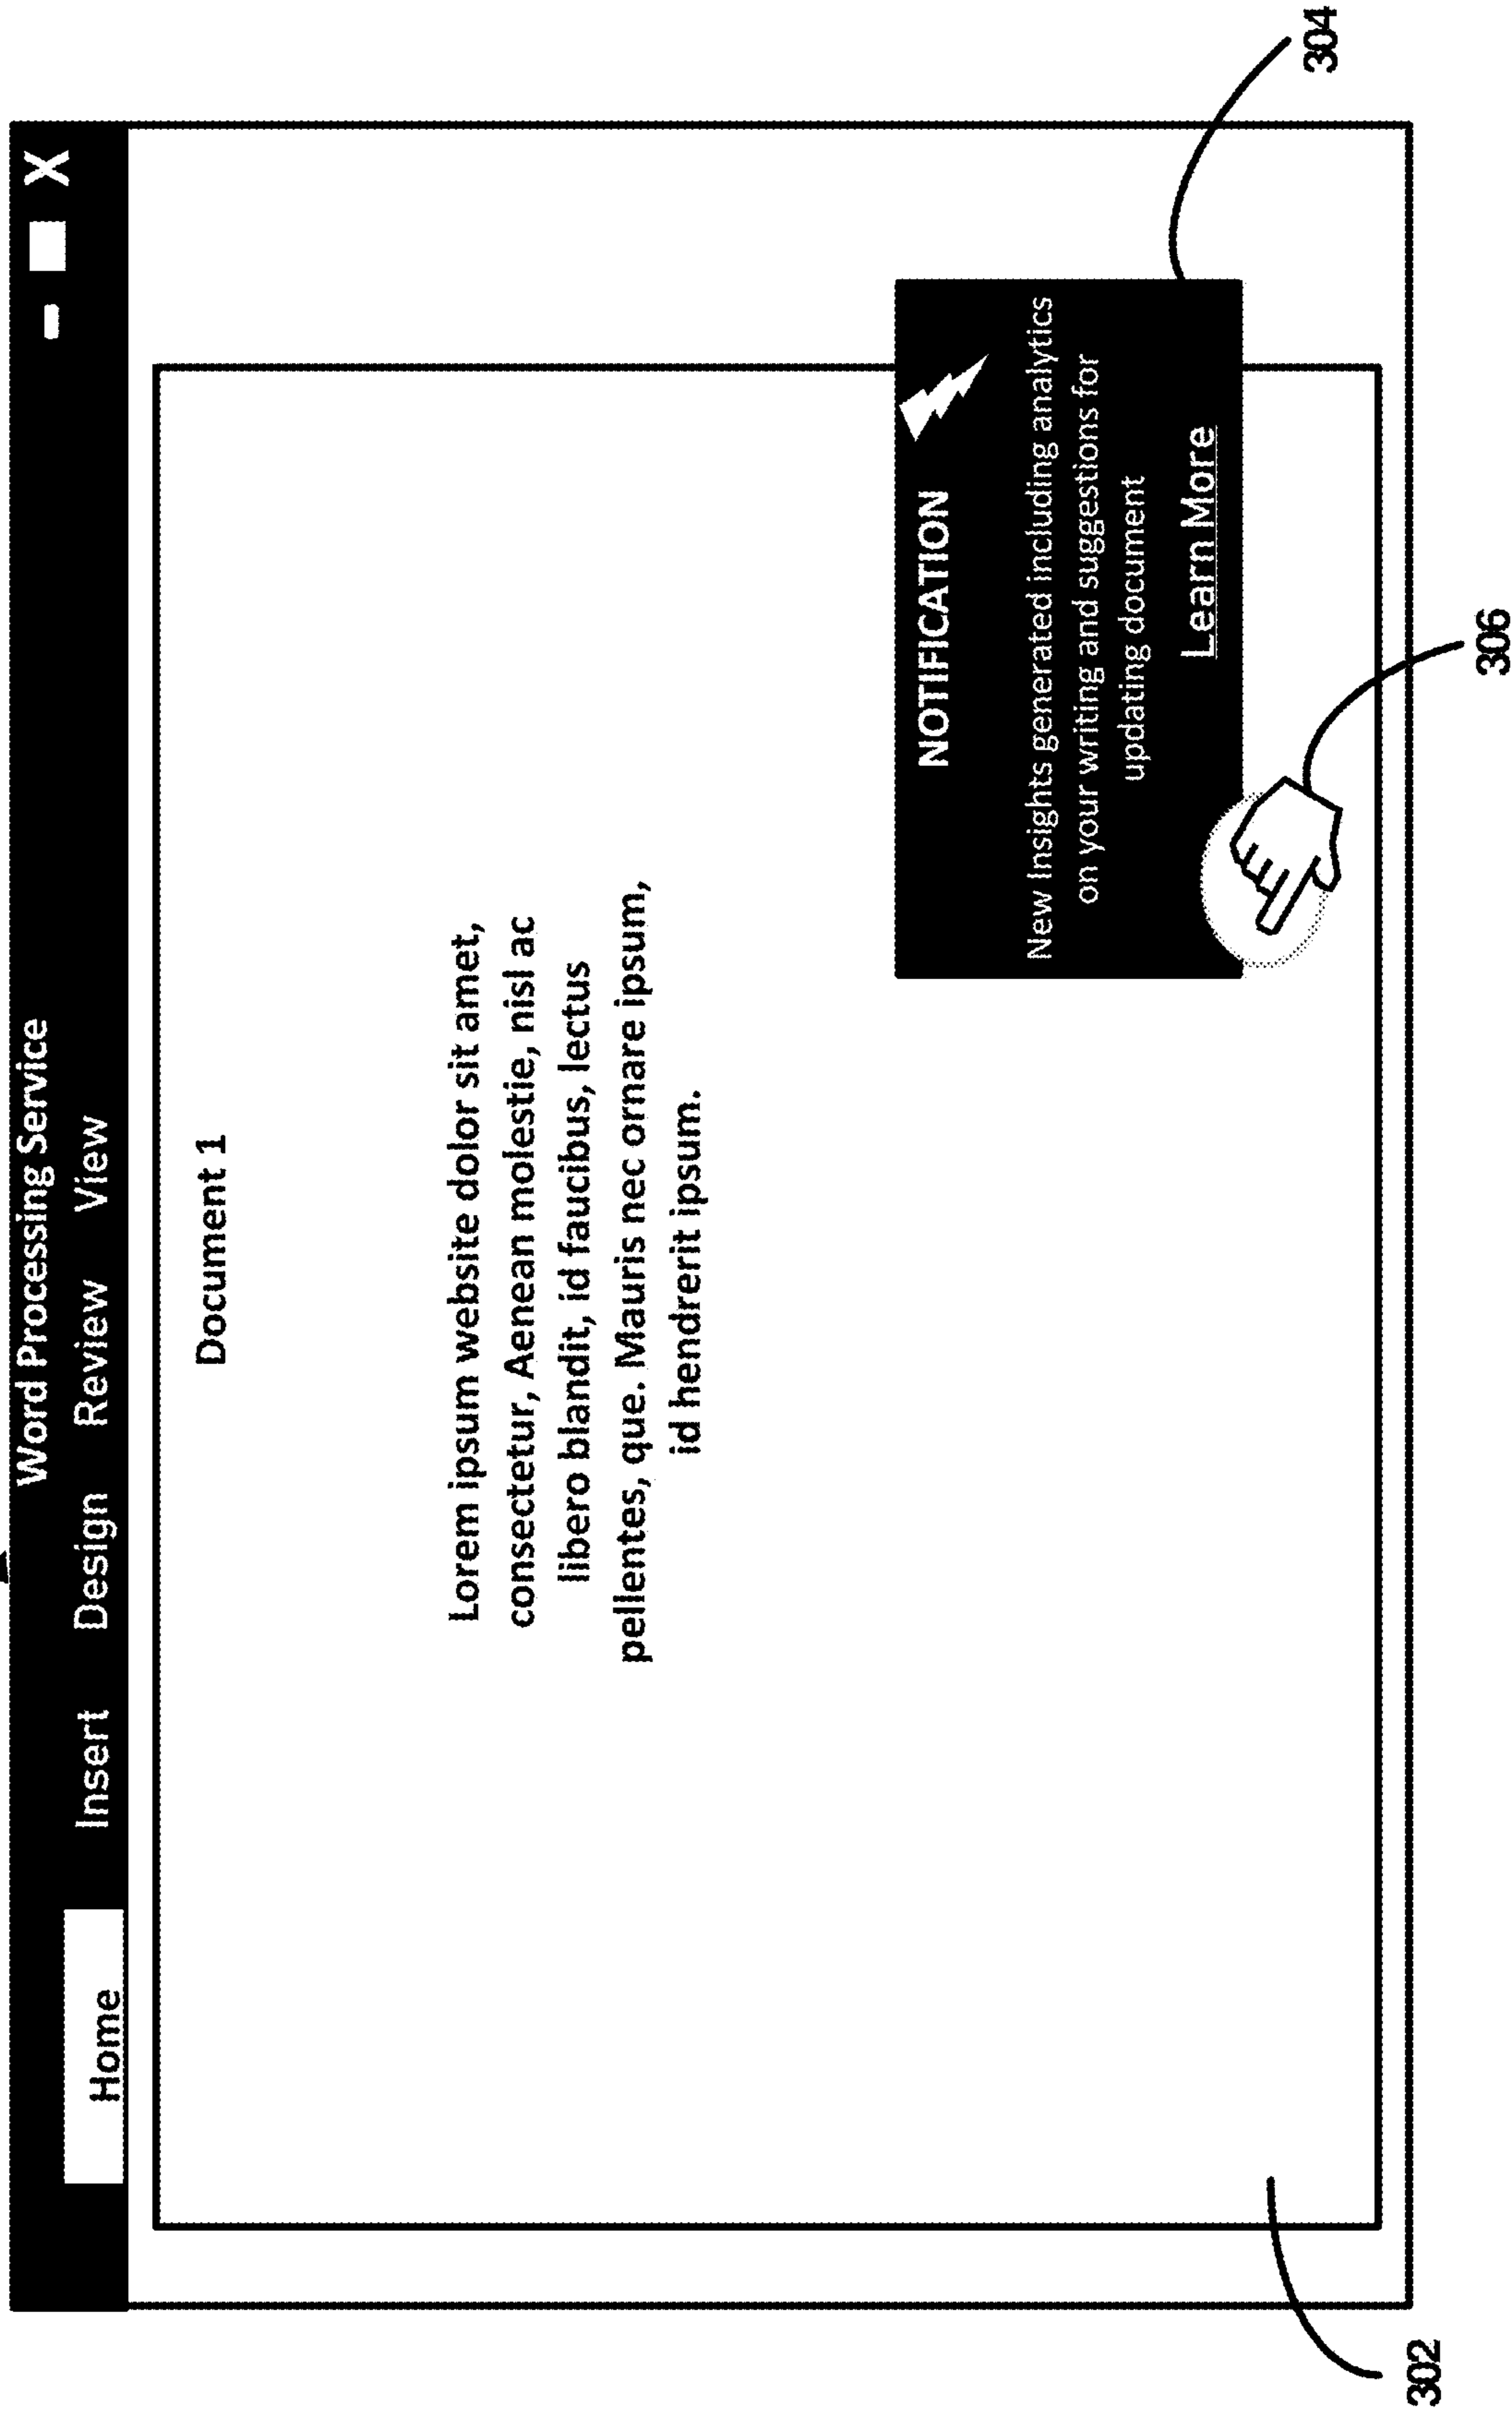 Word Processing Service
- X
Home Insert Design Review View
Document 1
Lorem ipsum website dolor sit amet,
consectetur, Aenean molestie, nisl ac
libero blandit, id faucibus, lectus
pellentes, que. Mauris nec ornare ipsum,
id hendrerit ipsum.
NOTIFICATION
New Insights generated including analytics
on your writing and suggestions for
updating document
Learn More
302
306
304